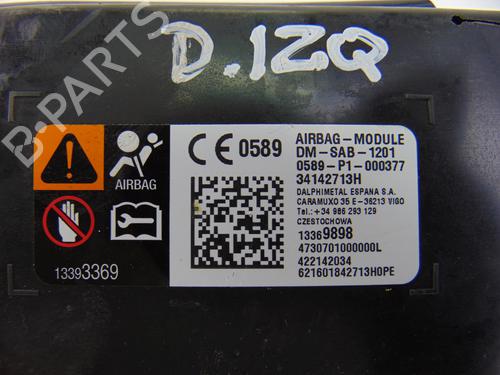 D.IZQ
B-PARTS
AIRBAG
13393369
CE 0589
AIRBAG-MODULE
DM-SAB-1201
0589-P1-000377
34142713H
DALPHIMETAL ESPANA S.A.
CARAMUXO 35 E-36213 VIGO
Tel.: +34 986 293 129
CZESTOCHOWA
13369898
4730701000000L
422142034
621601842713H0PE